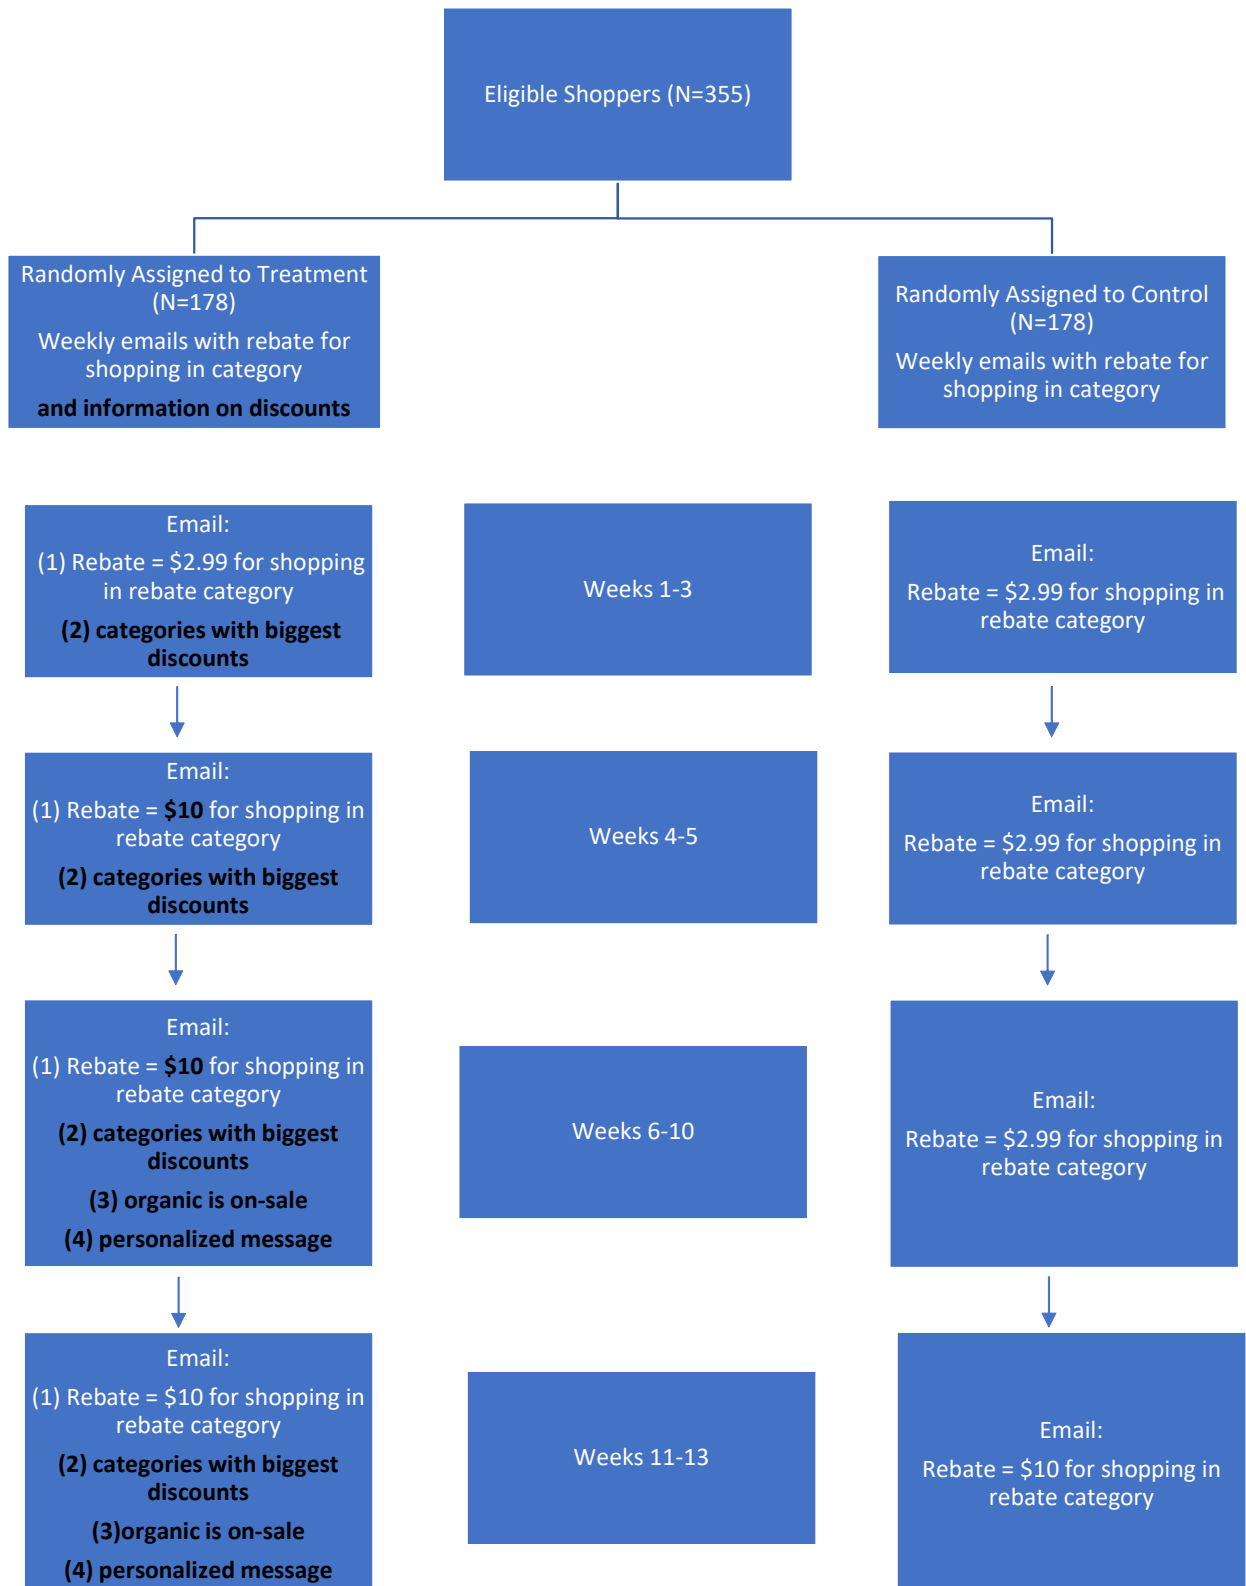 Eligible Shoppers (N=355)
Randomly Assigned to Treatment
(N=178)
Weekly emails with rebate for
shopping in category
and information on discounts
Randomly Assigned to Control
(N=178)
Weekly emails with rebate for
shopping in category
Email:
(1) Rebate = $2.99 for shopping
in rebate category
(2) categories with biggest
discounts
Weeks 1-3
Email:
Rebate = $2.99 for shopping in
rebate category
Email:
(1) Rebate = $10 for shopping in
rebate category
(2) categories with biggest
discounts
Weeks 4-5
Email:
Rebate = $2.99 for shopping in
rebate category
Email:
(1) Rebate = $10 for shopping in
rebate category
(2) categories with biggest
discounts
(3) organic is on-sale
(4) personalized message
Weeks 6-10
Email:
Rebate = $2.99 for shopping in
rebate category
Email:
(1) Rebate = $10 for shopping in
rebate category
(2) categories with biggest
discounts
(3)organic is on-sale
(4) personalized message
Weeks 11-13
Email:
Rebate = $10 for shopping in
rebate category